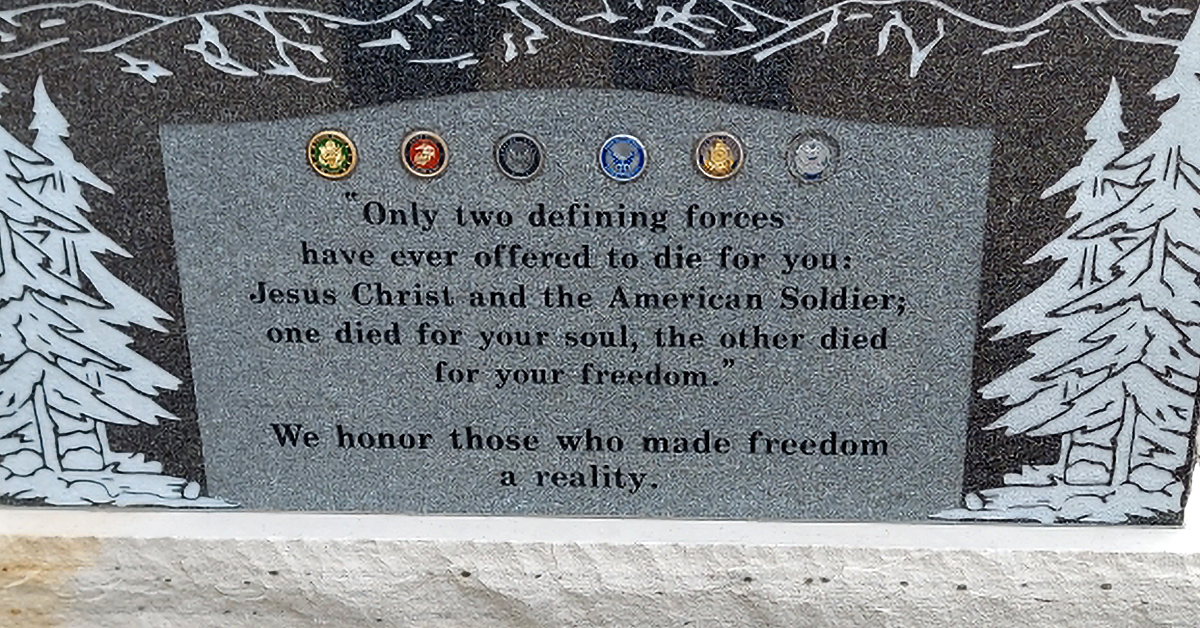 "Only two defining forces
have ever offered to die for you:
Jesus Christ and the American Soldier;
one died for your soul, the other died
for your freedom."
We honor those who made freedom
a reality.